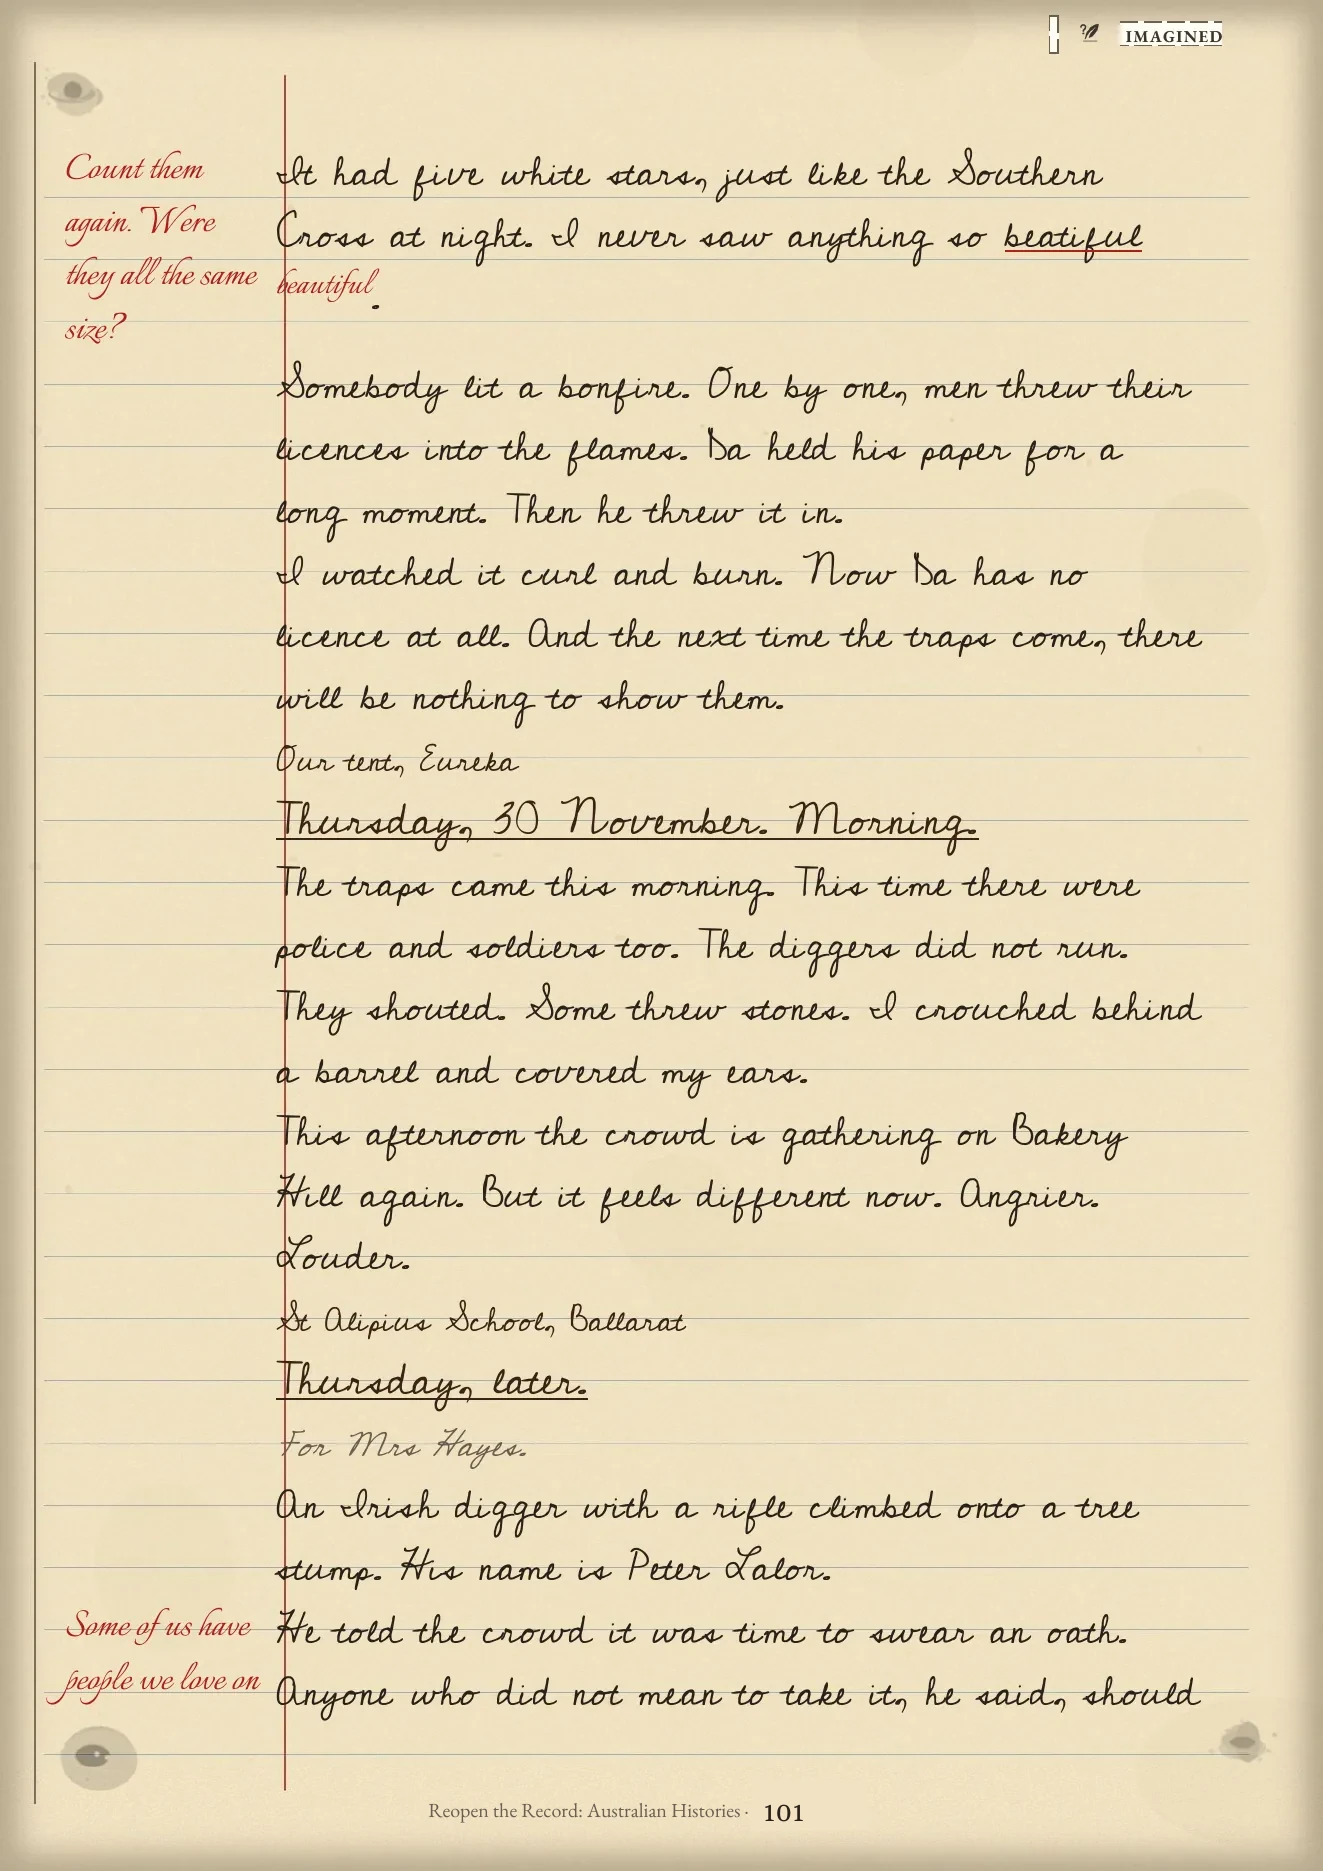 IMAGINED
Count them
again. Were
they all the same
size?
It had five white stars, just like the Southern
Cross at night. I never saw anything so beatiful
beautiful
.
Somebody lit a bonfire. One by one, men threw their
licences into the flames. Da held his paper for a
long moment. Then he threw it in.
I watched it curl and burn. Now Da has no
licence at all. And the next time the traps come, there
will be nothing to show them.
Our tent, Eureka
Thursday, 30 November. Morning.
The traps came this morning. This time there were
police and soldiers too. The diggers did not run.
They shouted. Some threw stones. I crouched behind
a barrel and covered my ears.
This afternoon the crowd is gathering on Bakery
Hill again. But it feels different now. Angrier.
Louder.
St Alipius School, Ballarat
Thursday, later.
For Mrs Hayes.
An Irish digger with a rifle climbed onto a tree
stump. His name is Peter Lalor.
Some of us have
people we love on
He told the crowd it was time to swear an oath.
Anyone who did not mean to take it, he said, should
Reopen the Record: Australian Histories · 101